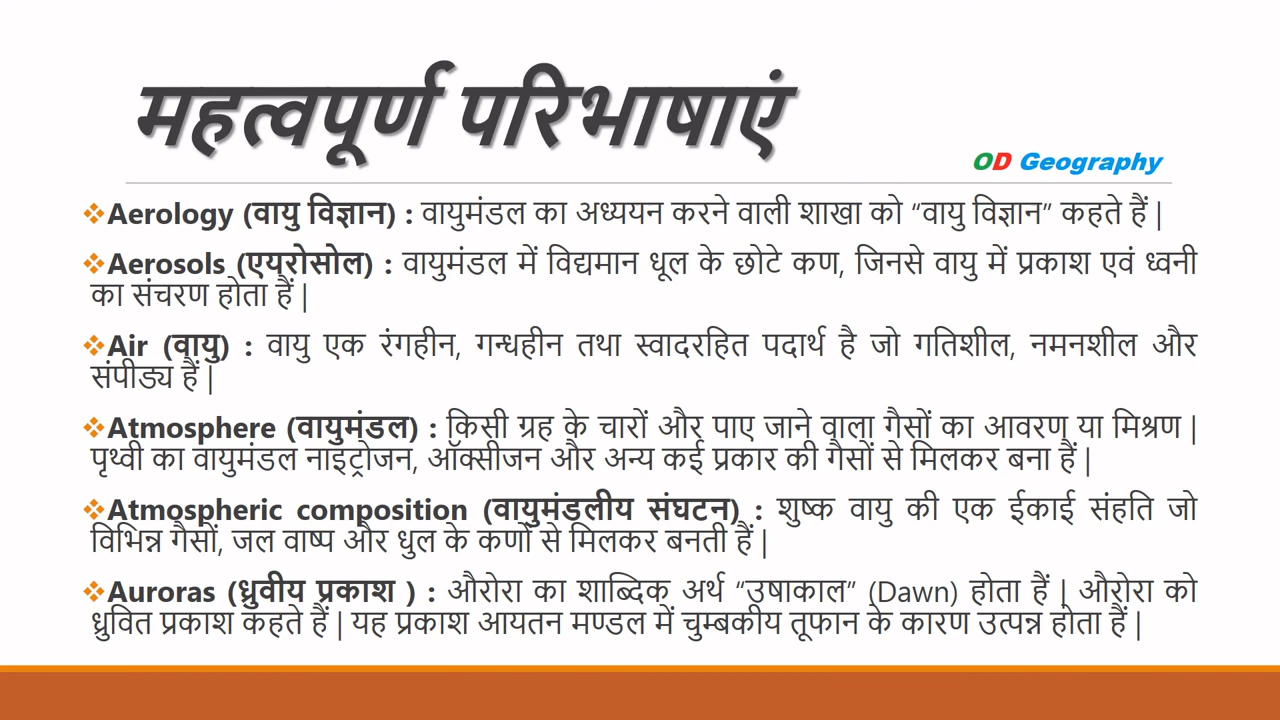 महत्वपूर्ण परिभाषाएं
OD Geography
❖Aerology (वायु विज्ञान) : वायुमंडल का अध्ययन करने वाली शाखा को “वायु विज्ञान” कहते हैं |
❖Aerosols (एयरोसोल) : वायुमंडल में विद्यमान धूल के छोटे कण, जिनसे वायु में प्रकाश एवं ध्वनी
का संचरण होता हैं |
❖Air (वायु) : वायु एक रंगहीन, गन्धहीन तथा स्वादरहित पदार्थ है जो गतिशील, नमनशील और
संपीड्य हैं |
❖Atmosphere (वायुमंडल) : किसी ग्रह के चारों और पाए जाने वाला गैसों का आवरण या मिश्रण |
पृथ्वी का वायुमंडल नाइट्रोजन, ऑक्सीजन और अन्य कई प्रकार की गैसों से मिलकर बना हैं |
❖Atmospheric composition (वायुमंडलीय संघटन) : शुष्क वायु की एक ईकाई संहति जो
विभिन्न गैसों, जल वाष्प और धुल के कणों से मिलकर बनती हैं |
❖Auroras (ध्रुवीय प्रकाश ) : औरोरा का शाब्दिक अर्थ “उषाकाल” (Dawn) होता हैं | औरोरा को
ध्रुवित प्रकाश कहते हैं | यह प्रकाश आयतन मण्डल में चुम्बकीय तूफान के कारण उत्पन्न होता हैं |